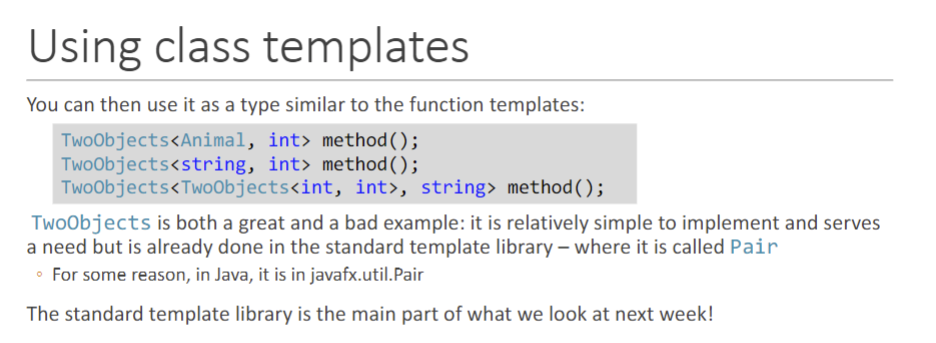 Using class templates
You can then use it as a type similar to the function templates:
TwoObjects<Animal, int> method();
TwoObjects<string, int> method();
TwoObjects<TwoObjects<int, int>, string> method();
TwoObjects is both a great and a bad example: it is relatively simple to implement and serves
a need but is already done in the standard template library – where it is called Pair
◦ For some reason, in Java, it is in javafx.util.Pair
The standard template library is the main part of what we look at next week!